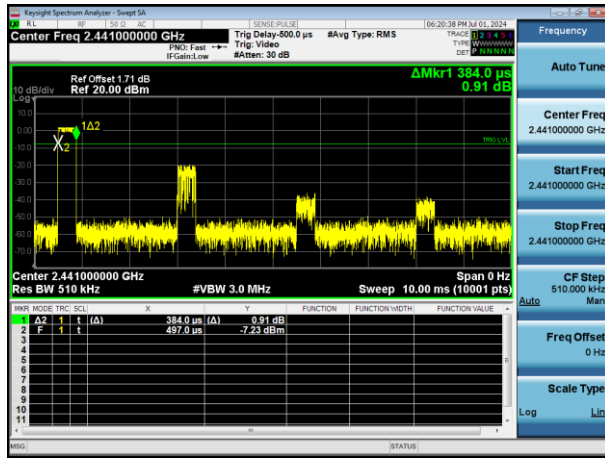 Keysight Spectrum Analyzer - Swept SA
RL RF 50 Ω AC SENSE:PULSE 06:20:38 PM Jul 01, 2024
Center Freq 2.441000000 GHz
Trig Delay-500.0 µs #Avg Type: RMS
TRACE 1 2 3 4 5 6
PNO: Fast Trig: Video
TYPE WWWWWW
IFGain:Low #Atten: 30 dB
DET P N N N N N
Frequency
Auto Tune
Center Freq
2.441000000 GHz
Start Freq
2.441000000 GHz
Stop Freq
2.441000000 GHz
CF Step
510.000 kHz
Auto Man
Freq Offset
0 Hz
Scale Type
Log Lin
ΔMkr1 384.0 µs
0.91 dB
Ref Offset 1.71 dB
10 dB/div Ref 20.00 dBm
Log
10.0
0.00
-10.0
-20.0
-30.0
-40.0
-50.0
-60.0
-70.0
1Δ2
2
TRIG LVL
Center 2.441000000 GHz Span 0 Hz
Res BW 510 kHz #VBW 3.0 MHz Sweep 10.00 ms (10001 pts)
MKR MODE TRC SCL X Y FUNCTION FUNCTION WIDTH FUNCTION VALUE
1 Δ2 1 t (Δ) 384.0 µs (Δ) 0.91 dB
2 F 1 t 497.0 µs -7.23 dBm
3
4
5
6
7
8
9
10
11
MSG STATUS